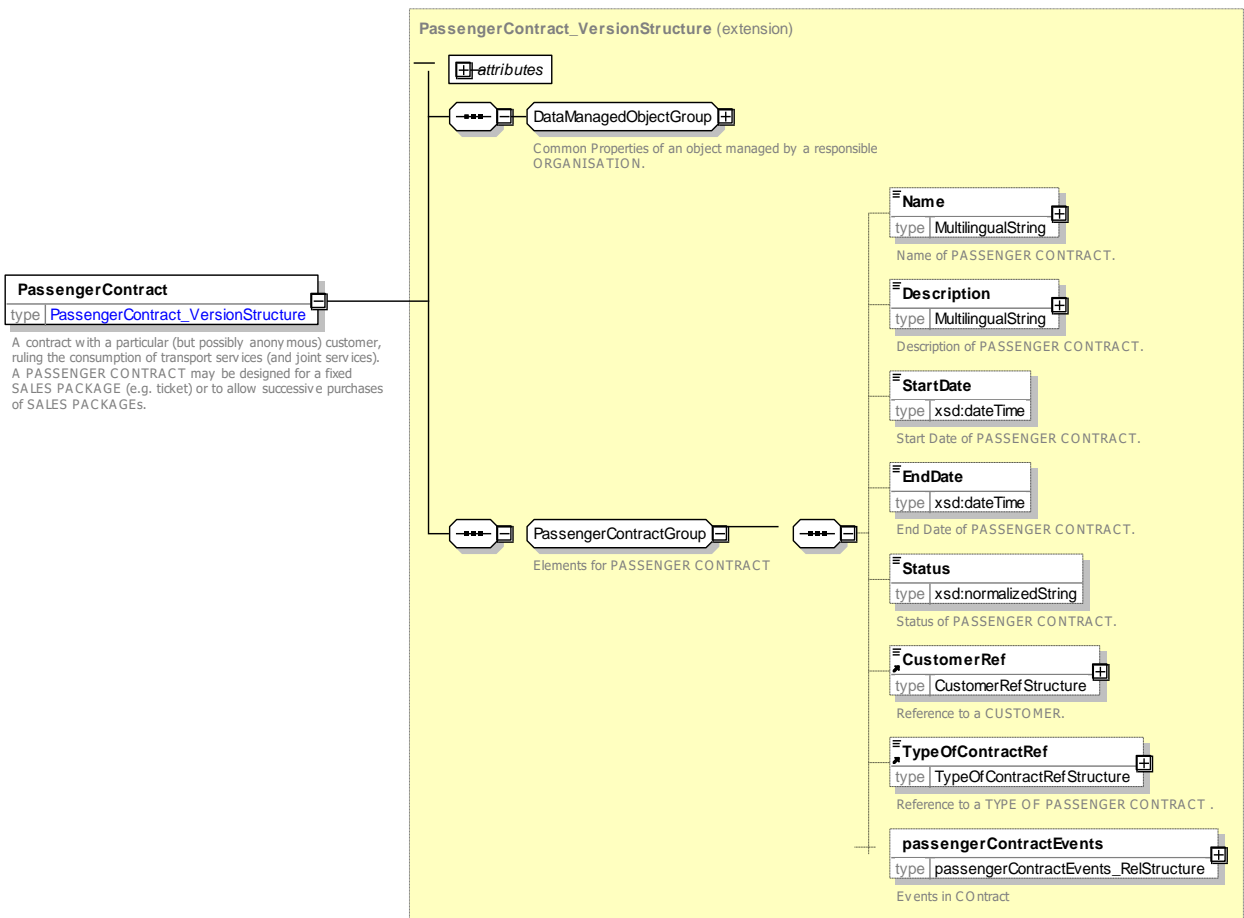 PassengerContract_VersionStructure (extension)
attributes
DataManagedObjectGroup
Common Properties of an object managed by a responsible
ORGANISATION.
Name
type MultilingualString
Name of PASSENGER CONTRACT.
Description
type MultilingualString
Description of PASSENGER CONTRACT.
PassengerContract
type PassengerContract_VersionStructure
A contract with a particular (but possibly anonymous) customer,
ruling the consumption of transport services (and joint services).
A PASSENGER CONTRACT may be designed for a fixed
SALES PACKAGE (e.g. ticket) or to allow successive purchases
of SALES PACKAGEs.
StartDate
type xsd:dateTime
Start Date of PASSENGER CONTRACT.
EndDate
type xsd:dateTime
End Date of PASSENGER CONTRACT.
PassengerContractGroup
Elements for PASSENGER CONTRACT
Status
type xsd:normalizedString
Status of PASSENGER CONTRACT.
CustomerRef
type CustomerRefStructure
Reference to a CUSTOMER.
TypeOfContractRef
type TypeOfContractRefStructure
Reference to a TYPE OF PASSENGER CONTRACT .
passengerContractEvents
type passengerContractEvents_RelStructure
Events in COntract